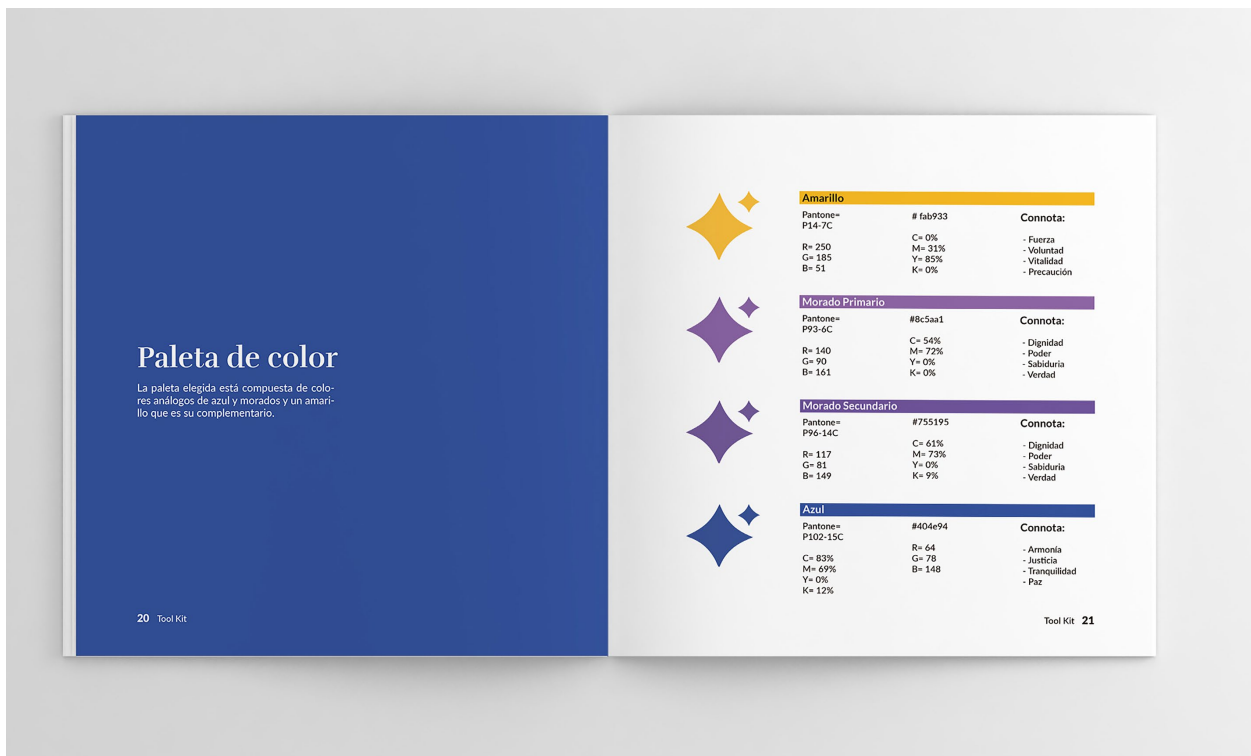 Paleta de color
La paleta elegida está compuesta de colo-
res análogos de azul y morados y un amari-
llo que es su complementario.
20 Tool Kit
Amarillo
Pantone=
P14-7C
R= 250
G= 185
B= 51
# fab933
C= 0%
M= 31%
Y= 85%
K= 0%
Connota:
- Fuerza
- Voluntad
- Vitalidad
- Precaución
Morado Primario
Pantone=
P93-6C
R= 140
G= 90
B= 161
#8c5aa1
C= 54%
M= 72%
Y= 0%
K= 0%
Connota:
- Dignidad
- Poder
- Sabiduria
- Verdad
Morado Secundario
Pantone=
P96-14C
R= 117
G= 81
B= 149
#755195
C= 61%
M= 73%
Y= 0%
K= 9%
Connota:
- Dignidad
- Poder
- Sabiduria
- Verdad
Azul
Pantone=
P102-15C
C= 83%
M= 69%
Y= 0%
K= 12%
#404e94
R= 64
G= 78
B= 148
Connota:
- Armonía
- Justicia
- Tranquilidad
- Paz
Tool Kit 21